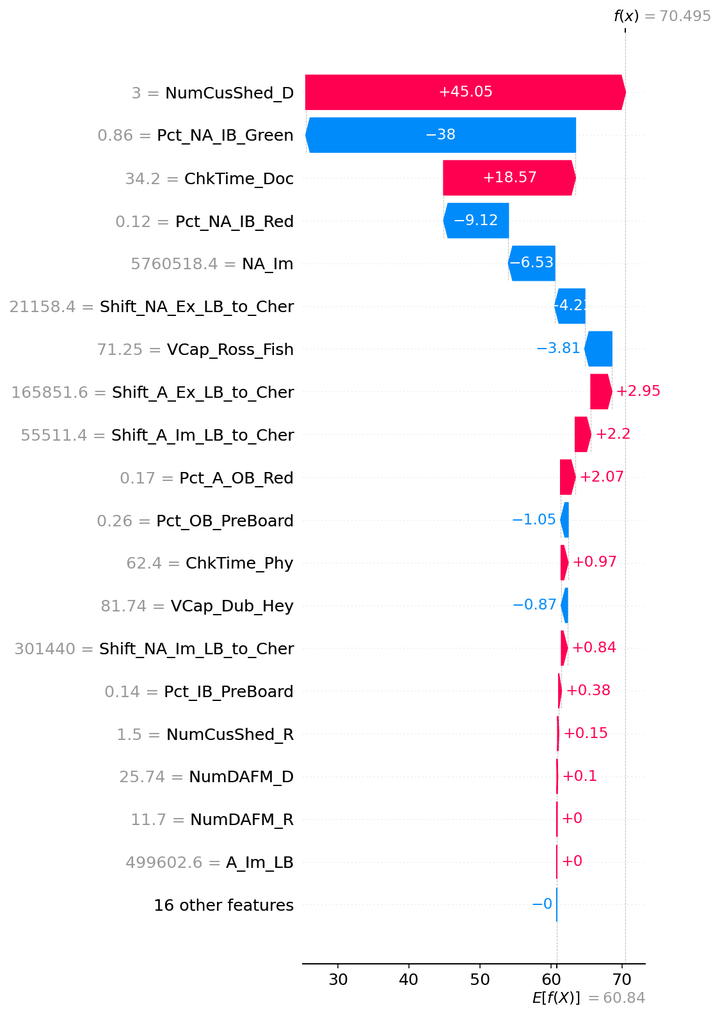 f(x) = 70.495
3 = NumCusShed_D +45.05
0.86 = Pct_NA_IB_Green −38
34.2 = ChkTime_Doc +18.57
0.12 = Pct_NA_IB_Red −9.12
5760518.4 = NA_Im −6.53
21158.4 = Shift_NA_Ex_LB_to_Cher
71.25 = VCap_Ross_Fish −3.81
165851.6 = Shift_A_Ex_LB_to_Cher +2.95
55511.4 = Shift_A_Im_LB_to_Cher +2.2
0.17 = Pct_A_OB_Red +2.07
0.26 = Pct_OB_PreBoard −1.05
62.4 = ChkTime_Phy +0.97
81.74 = VCap_Dub_Hey −0.87
301440 = Shift_NA_Im_LB_to_Cher +0.84
0.14 = Pct_IB_PreBoard +0.38
1.5 = NumCusShed_R +0.15
25.74 = NumDAFM_D +0.1
11.7 = NumDAFM_R +0
499602.6 = A_Im_LB +0
16 other features −0
30 40 50 60 70
E[f(X)] = 60.84